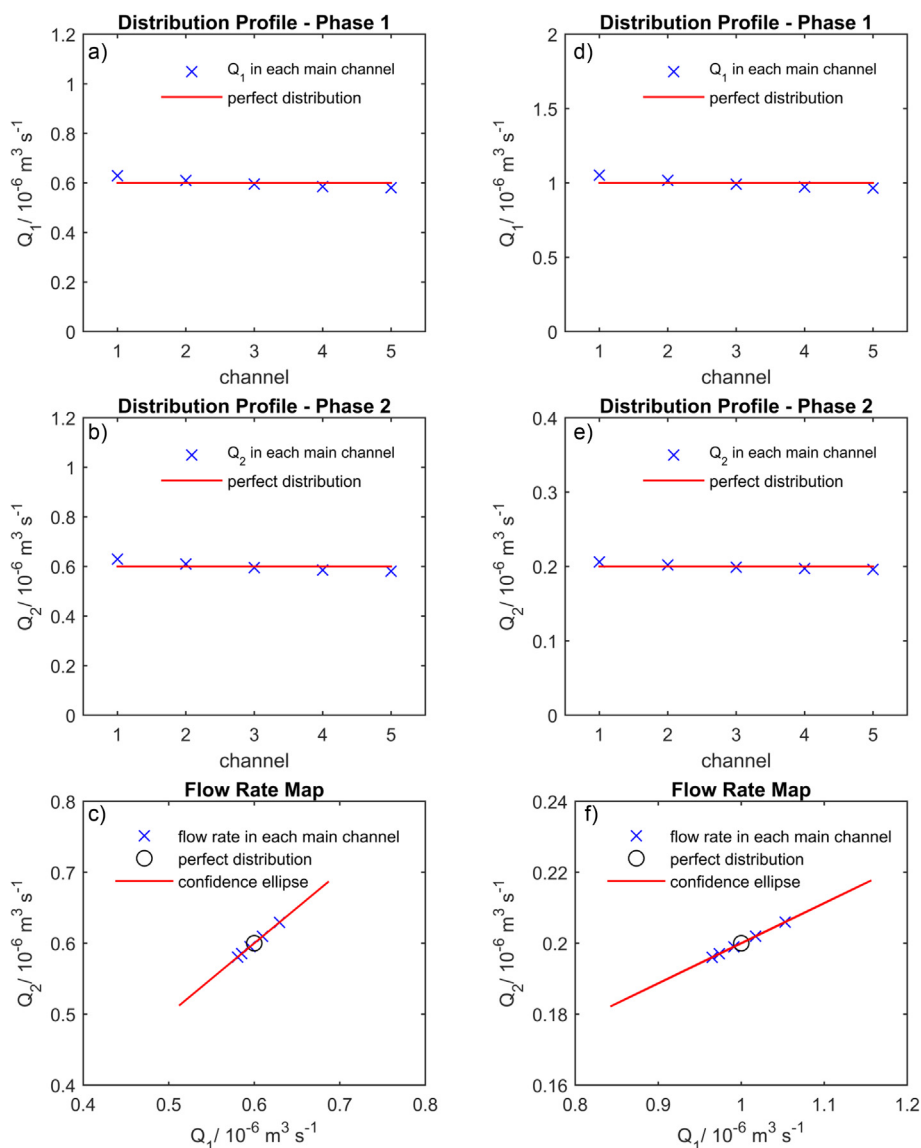 Distribution Profile - Phase 1
a)
Q1 in each main channel
perfect distribution
Q1/ 10-6 m3 s-1
1.2
1
0.8
0.6
0.4
0.2
0
1 2 3 4 5
channel
Distribution Profile - Phase 1
d)
Q1 in each main channel
perfect distribution
Q1/ 10-6 m3 s-1
2
1.5
1
0.5
0
1 2 3 4 5
channel
Distribution Profile - Phase 2
b)
Q2 in each main channel
perfect distribution
Q2/ 10-6 m3 s-1
1.2
1
0.8
0.6
0.4
0.2
0
1 2 3 4 5
channel
Distribution Profile - Phase 2
e)
Q2 in each main channel
perfect distribution
Q2/ 10-6 m3 s-1
0.4
0.3
0.2
0.1
0
1 2 3 4 5
channel
Flow Rate Map
c)
flow rate in each main channel
perfect distribution
confidence ellipse
Q2/ 10-6 m3 s-1
0.8
0.7
0.6
0.5
0.4
0.4 0.5 0.6 0.7 0.8
Q1/ 10-6 m3 s-1
Flow Rate Map
f)
flow rate in each main channel
perfect distribution
confidence ellipse
Q2/ 10-6 m3 s-1
0.24
0.22
0.2
0.18
0.16
0.8 0.9 1 1.1 1.2
Q1/ 10-6 m3 s-1